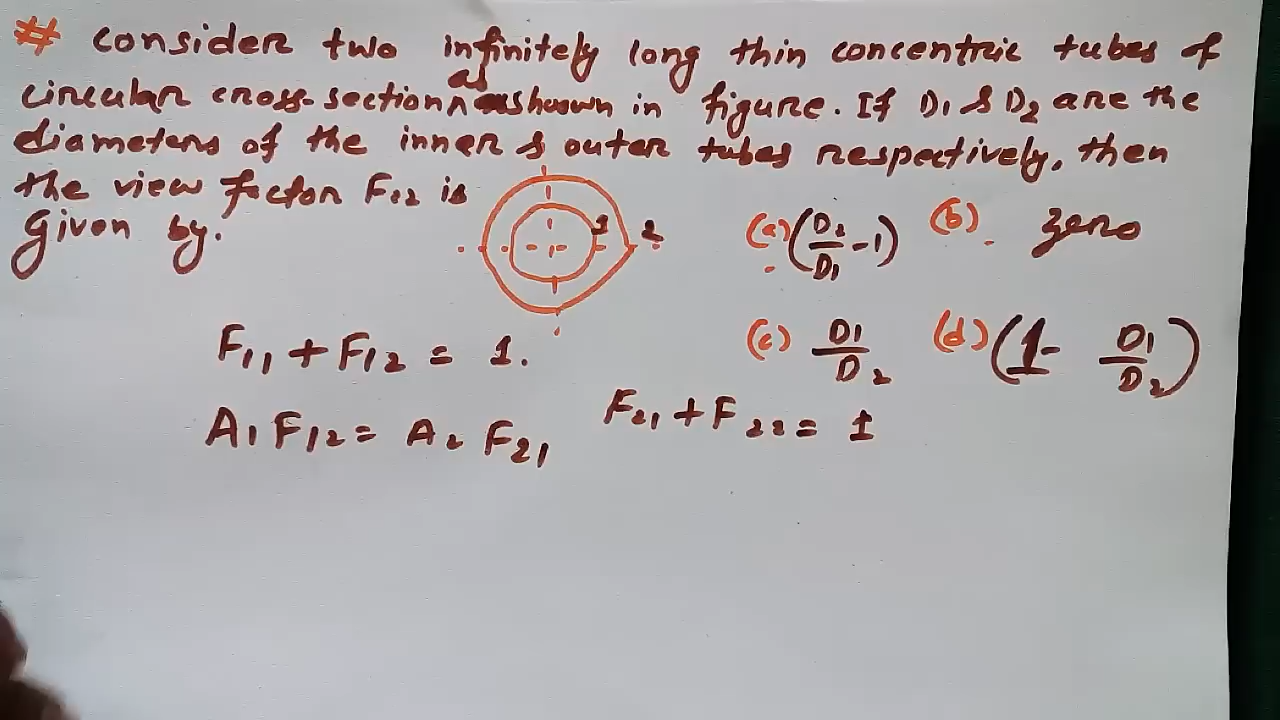 # consider two infinitely long thin concentric tubes of
circular cross-section as shown in figure. If D1 & D2 are the
diameters of the inner & outer tubes respectively, then
the view factor F12 is
Given by.
1 2
(a) (D2/D1 - 1) (b) zero
(c) D1/D2 (d) (1 - D1/D2)
F11 + F12 = 1.
A1 F12 = A2 F21 F21 + F22 = 1